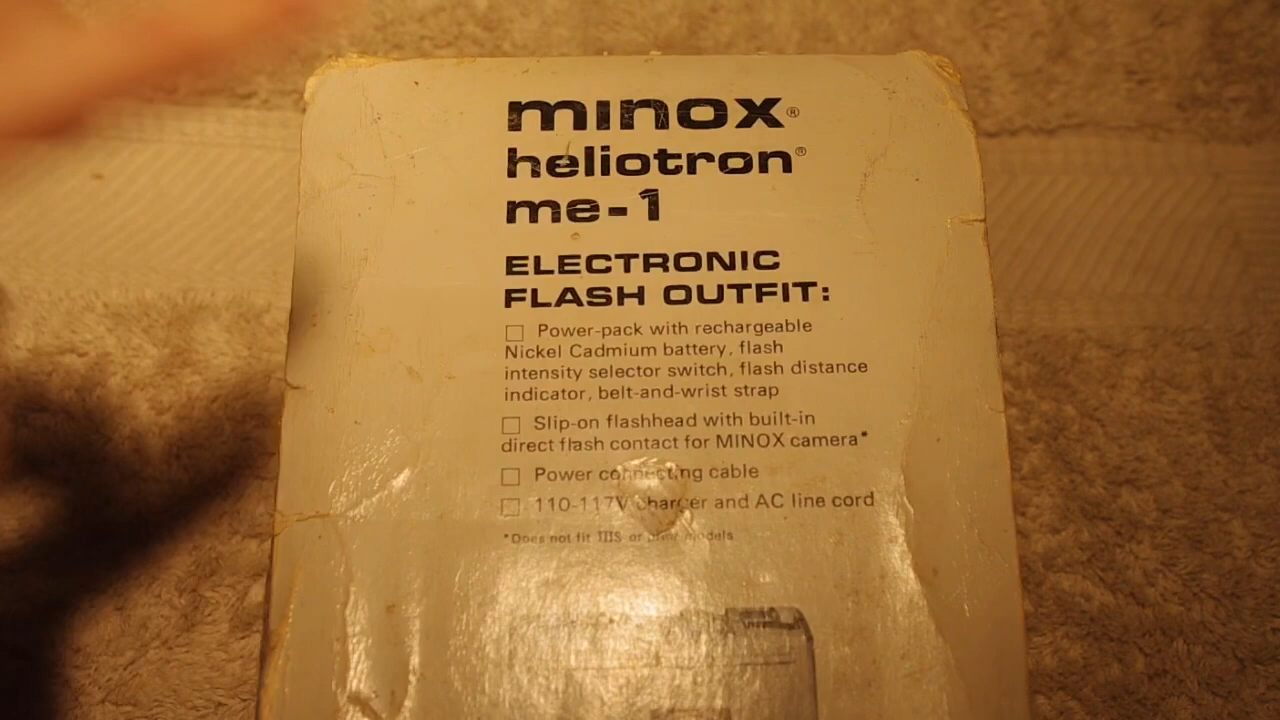 minox®
heliotron®
me-1
ELECTRONIC
FLASH OUTFIT:
Power-pack with rechargeable
Nickel Cadmium battery, flash
intensity selector switch, flash distance
indicator, belt-and-wrist strap
Slip-on flashhead with built-in
direct flash contact for MINOX camera*
Power connecting cable
110-117V charger and AC line cord
*Does not fit IIIS or prior models